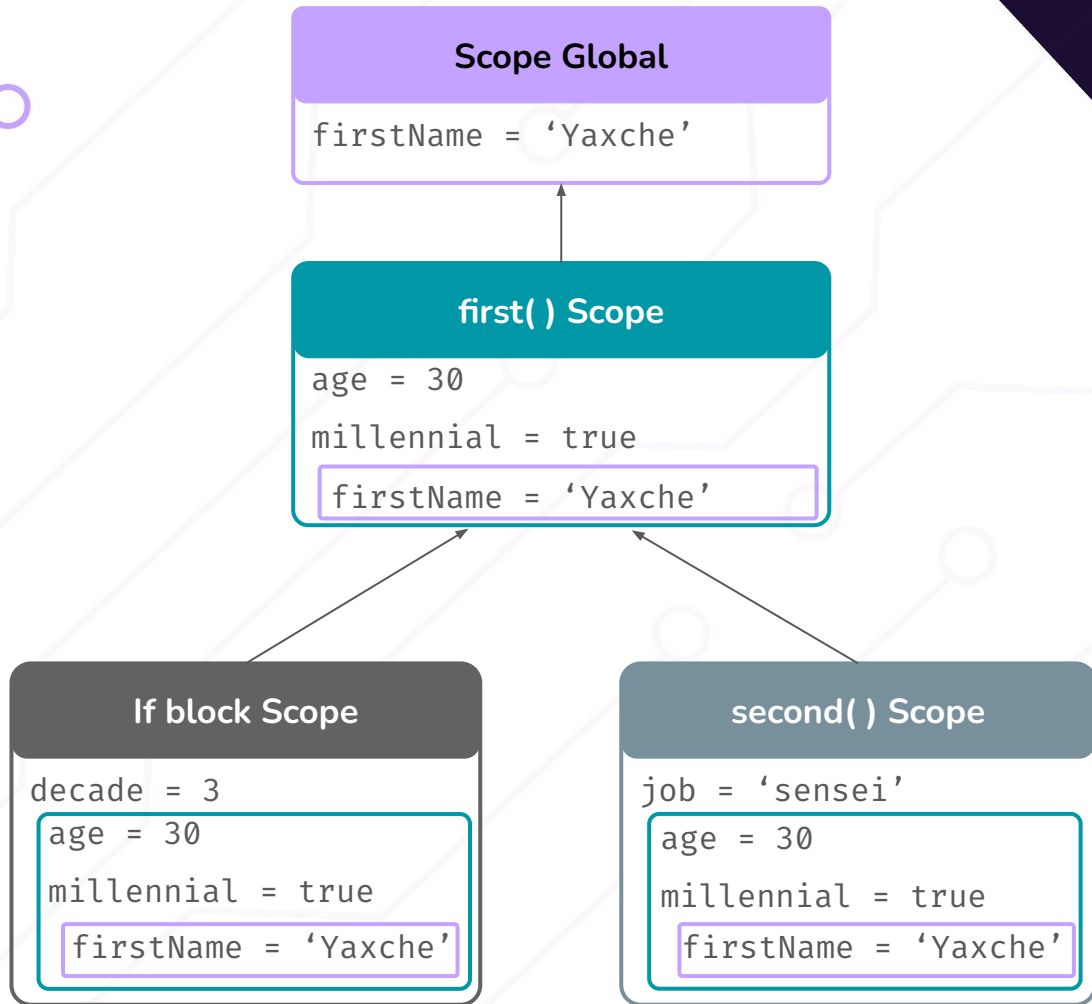 Scope Global
firstName = ‘Yaxche’
first( ) Scope
age = 30
millennial = true
firstName = ‘Yaxche’
If block Scope
decade = 3
age = 30
millennial = true
firstName = ‘Yaxche’
second( ) Scope
job = ‘sensei’
age = 30
millennial = true
firstName = ‘Yaxche’